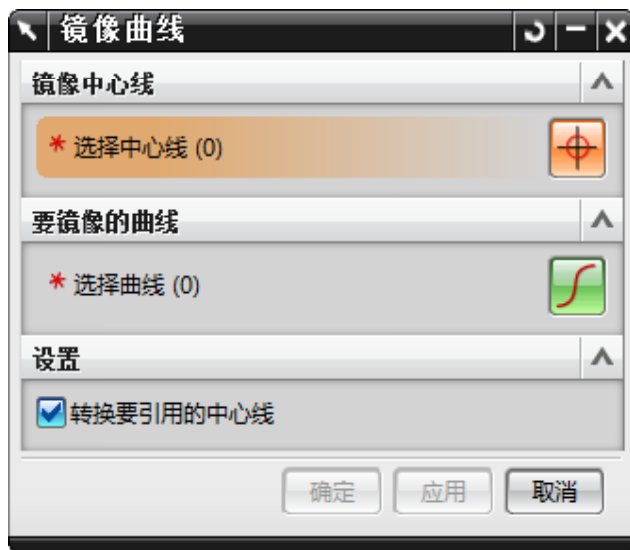 镜像曲线
镜像中心线
* 选择中心线 (0)
要镜像的曲线
* 选择曲线 (0)
设置
转换要引用的中心线
确定 应用 取消